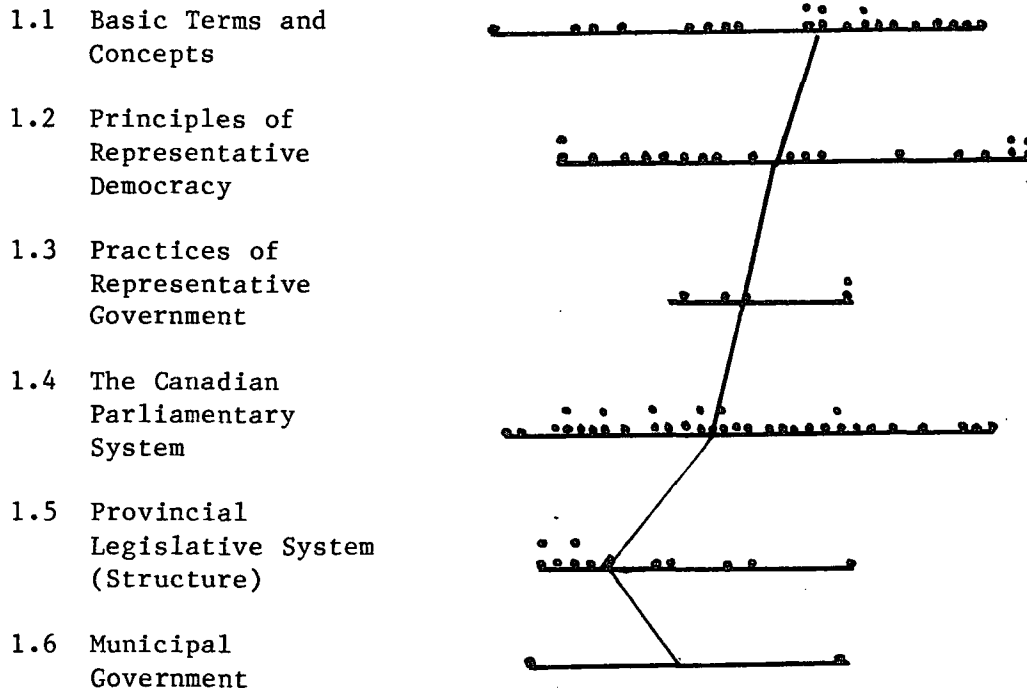 1.1 Basic Terms and
Concepts
1.2 Principles of
Representative
Democracy
1.3 Practices of
Representative
Government
1.4 The Canadian
Parliamentary
System
1.5 Provincial
Legislative System
(Structure)
1.6 Municipal
Government